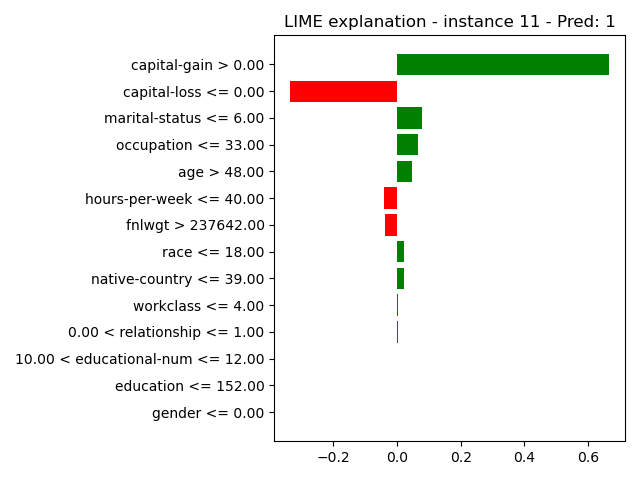 LIME explanation - instance 11 - Pred: 1
capital-gain > 0.00
capital-loss <= 0.00
marital-status <= 6.00
occupation <= 33.00
age > 48.00
hours-per-week <= 40.00
fnlwgt > 237642.00
race <= 18.00
native-country <= 39.00
workclass <= 4.00
0.00 < relationship <= 1.00
10.00 < educational-num <= 12.00
education <= 152.00
gender <= 0.00
−0.2 0.0 0.2 0.4 0.6